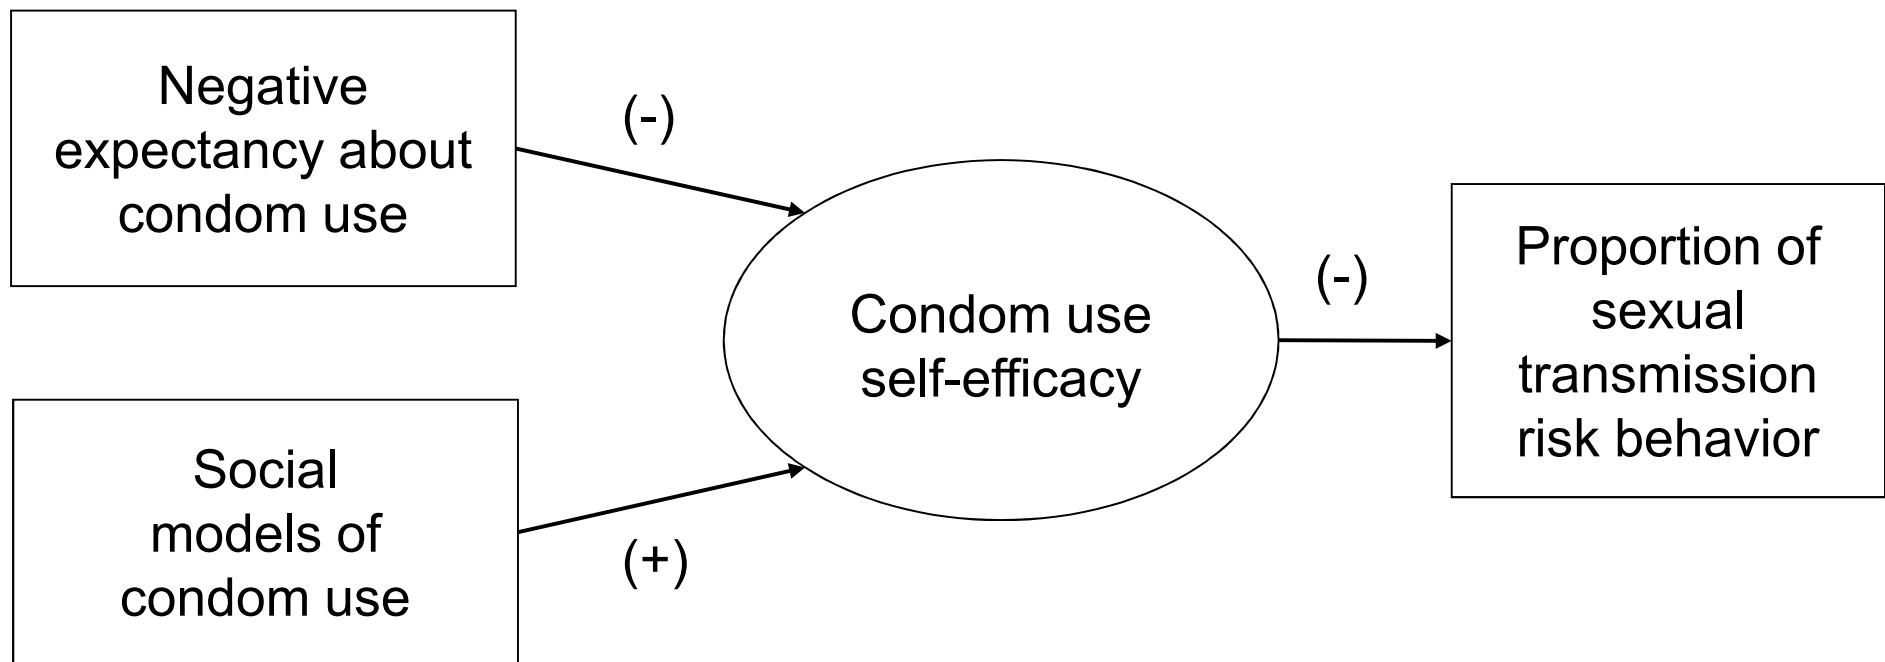 Negative
expectancy about
condom use
(-)
Social
models of
condom use
(+)
Condom use
self-efficacy
(-)
Proportion of
sexual
transmission
risk behavior